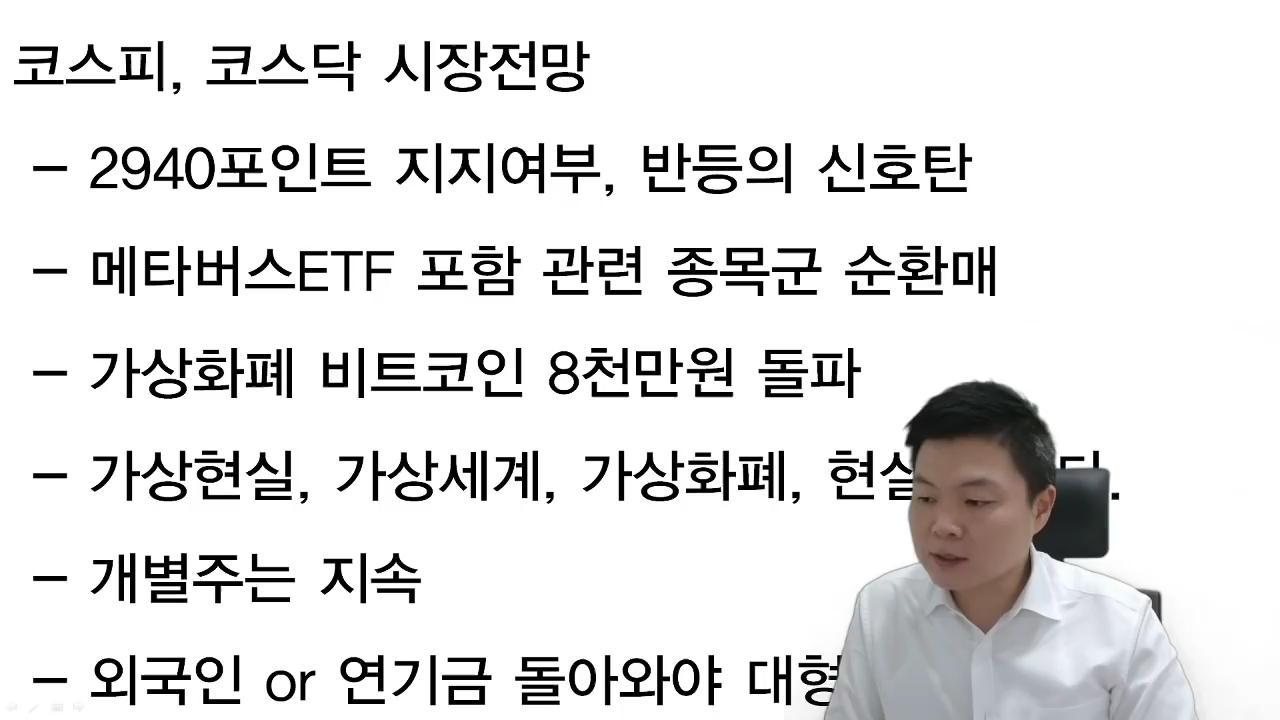 코스피, 코스닥 시장전망
– 2940포인트 지지여부, 반등의 신호탄
– 메타버스ETF 포함 관련 종목군 순환매
– 가상화폐 비트코인 8천만원 돌파
– 가상현실, 가상세계, 가상화폐,
– 개별주는 지속
– 외국인 or 연기금 돌아와야